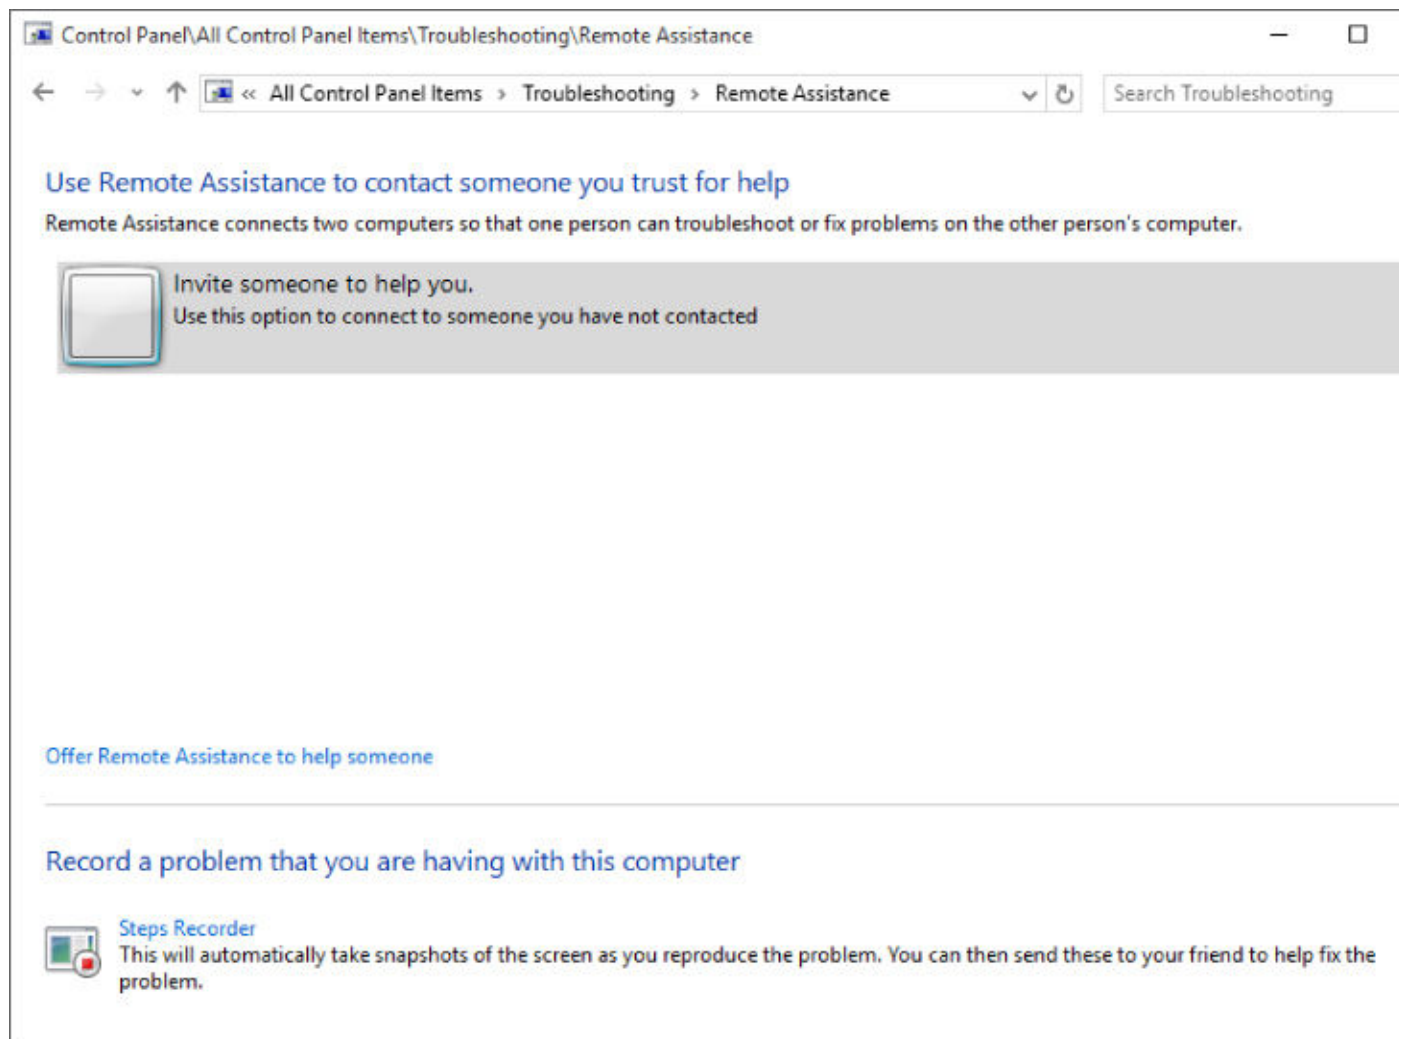 Control Panel\All Control Panel Items\Troubleshooting\Remote Assistance
« All Control Panel Items › Troubleshooting › Remote Assistance
Search Troubleshooting
Use Remote Assistance to contact someone you trust for help
Remote Assistance connects two computers so that one person can troubleshoot or fix problems on the other person's computer.
Invite someone to help you.
Use this option to connect to someone you have not contacted
Offer Remote Assistance to help someone
Record a problem that you are having with this computer
Steps Recorder
This will automatically take snapshots of the screen as you reproduce the problem. You can then send these to your friend to help fix the
problem.